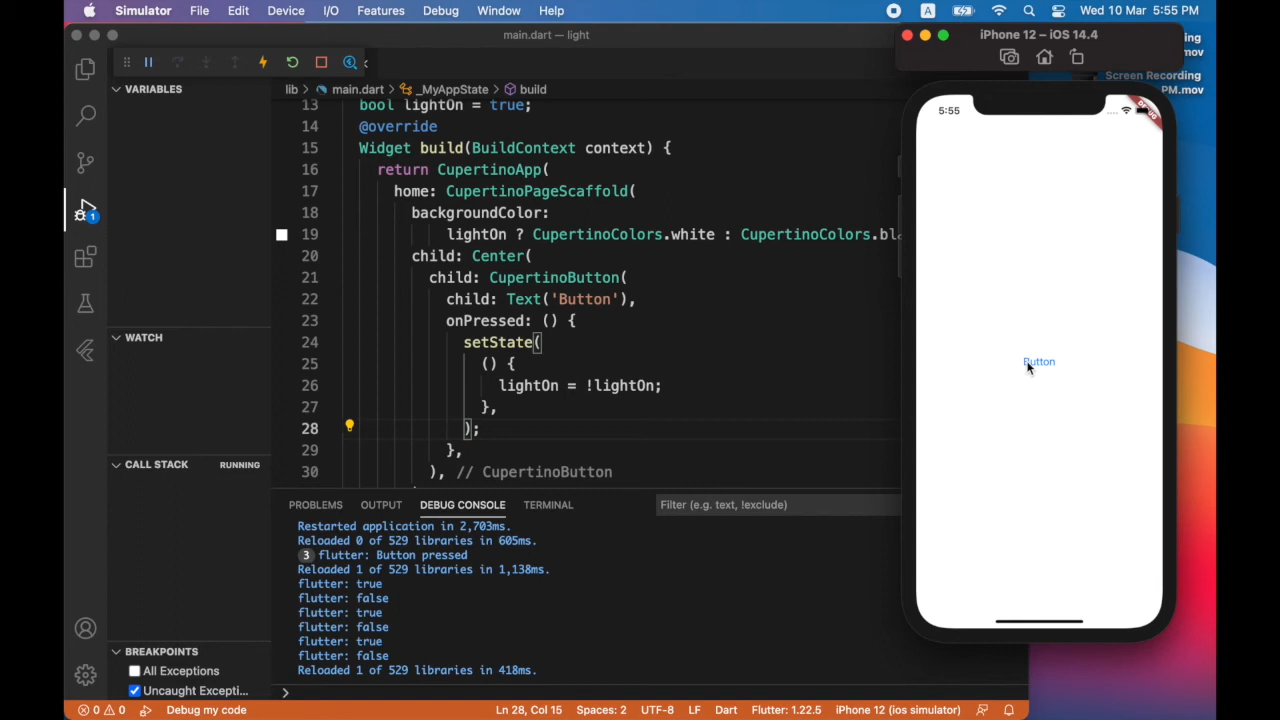 Simulator File Edit Device I/O Features Debug Window Help A Wed 10 Mar 5:55 PM
main.dart — light
iPhone 12 – iOS 14.4
ing
mov
Screen Recording
PM.mov
VARIABLES
lib › main.dart › _MyAppState › build
13 bool lightOn = true;
14 @override
15 Widget build(BuildContext context) {
16 return CupertinoApp(
17 home: CupertinoPageScaffold(
18 backgroundColor:
19 lightOn ? CupertinoColors.white : CupertinoColors.bl
20 child: Center(
21 child: CupertinoButton(
22 child: Text('Button'),
23 onPressed: () {
24 setState(
25 () {
26 lightOn = !lightOn;
27 },
28 );
29 },
30 ), // CupertinoButton
5:55
DEBUG
Button
1
WATCH
CALL STACK RUNNING
BREAKPOINTS
All Exceptions
Uncaught Excepti...
PROBLEMS OUTPUT DEBUG CONSOLE TERMINAL Filter (e.g. text, !exclude)
Restarted application in 2,703ms.
Reloaded 0 of 529 libraries in 605ms.
3 flutter: Button pressed
Reloaded 1 of 529 libraries in 1,138ms.
flutter: true
flutter: false
flutter: true
flutter: false
flutter: true
flutter: false
Reloaded 1 of 529 libraries in 418ms.
0 0 Debug my code Ln 28, Col 15 Spaces: 2 UTF-8 LF Dart Flutter: 1.22.5 iPhone 12 (ios simulator)